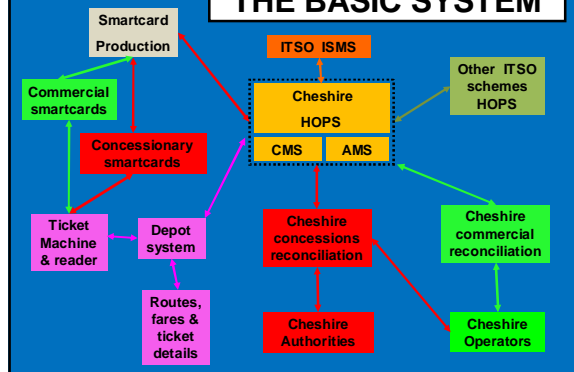 THE BASIC SYSTEM
Smartcard
Production
ITSO ISMS
Other ITSO
schemes
HOPS
Commercial
smartcards
Cheshire
HOPS
CMS
AMS
Concessionary
smartcards
Ticket
Machine
& reader
Depot
system
Cheshire
concessions
reconciliation
Cheshire
commercial
reconciliation
Routes,
fares &
ticket
details
Cheshire
Authorities
Cheshire
Operators